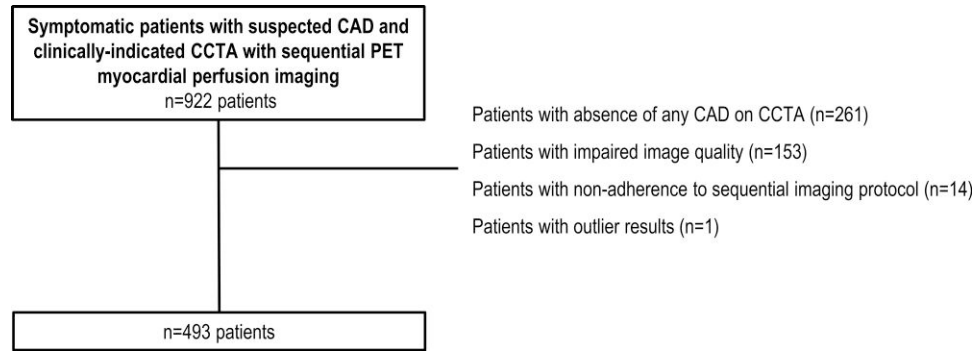 Symptomatic patients with suspected CAD and
clinically-indicated CCTA with sequential PET
myocardial perfusion imaging
n=922 patients
Patients with absence of any CAD on CCTA (n=261)
Patients with impaired image quality (n=153)
Patients with non-adherence to sequential imaging protocol (n=14)
Patients with outlier results (n=1)
n=493 patients